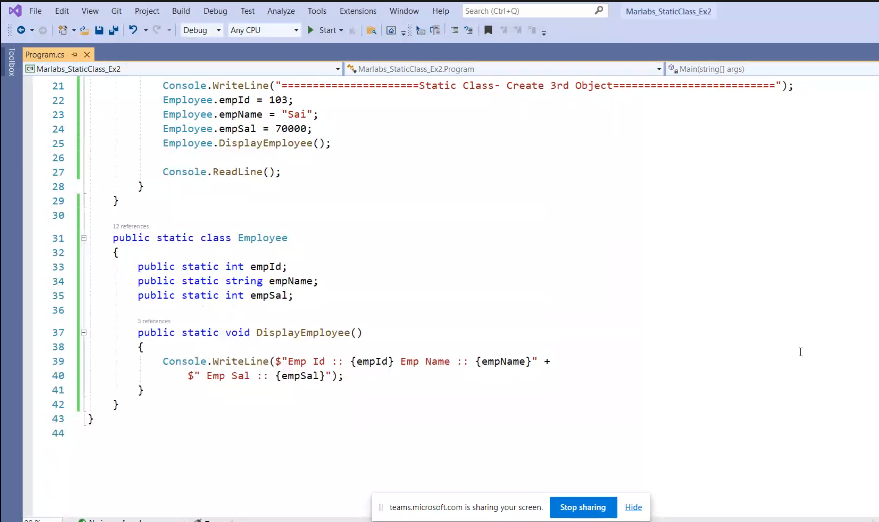 File Edit View Git Project Build Debug Test Analyze Tools Extensions Window Help Search (Ctrl+Q) Marlabs_StaticClass_Ex2
Debug Any CPU Start
Toolbox
Program.cs
Marlabs_StaticClass_Ex2 Marlabs_StaticClass_Ex2.Program Main(string[] args)
21 Console.WriteLine("======================Static Class- Create 3rd Object==========================");
22 Employee.empId = 103;
23 Employee.empName = "Sai";
24 Employee.empSal = 70000;
25 Employee.DisplayEmployee();
26
27 Console.ReadLine();
28 }
29 }
30
12 references
31 public static class Employee
32 {
33 public static int empId;
34 public static string empName;
35 public static int empSal;
36
3 references
37 public static void DisplayEmployee()
38 {
39 Console.WriteLine($"Emp Id :: {empId} Emp Name :: {empName}" +
40 $" Emp Sal :: {empSal}");
41 }
42 }
43 }
44
teams.microsoft.com is sharing your screen. Stop sharing Hide